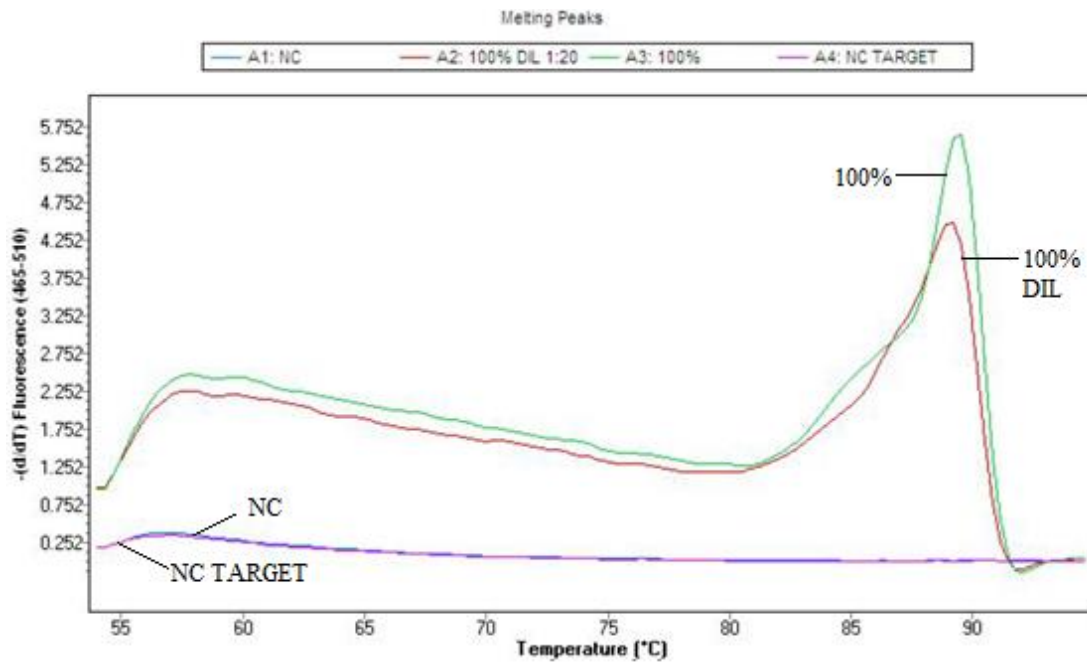 Melting Peaks
A1: NC A2: 100% DIL 1:20 A3: 100% A4: NC TARGET
5.752
5.252
4.752
4.252
3.752
3.252
2.752
2.252
1.752
1.252
0.752
0.252
-(d/dT) Fluorescence (465-510)
100%
100%
DIL
NC
NC TARGET
55 60 65 70 75 80 85 90
Temperature (°C)